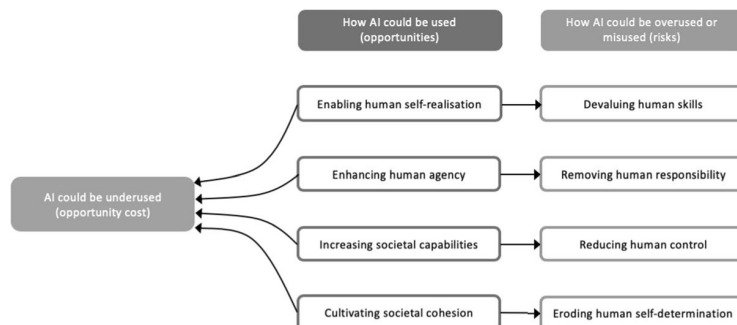 How AI could be used
(opportunities)
How AI could be overused or
misused (risks)
Enabling human self-realisation
Devaluing human skills
Enhancing human agency
Removing human responsibility
AI could be underused
(opportunity cost)
Increasing societal capabilities
Reducing human control
Cultivating societal cohesion
Eroding human self-determination